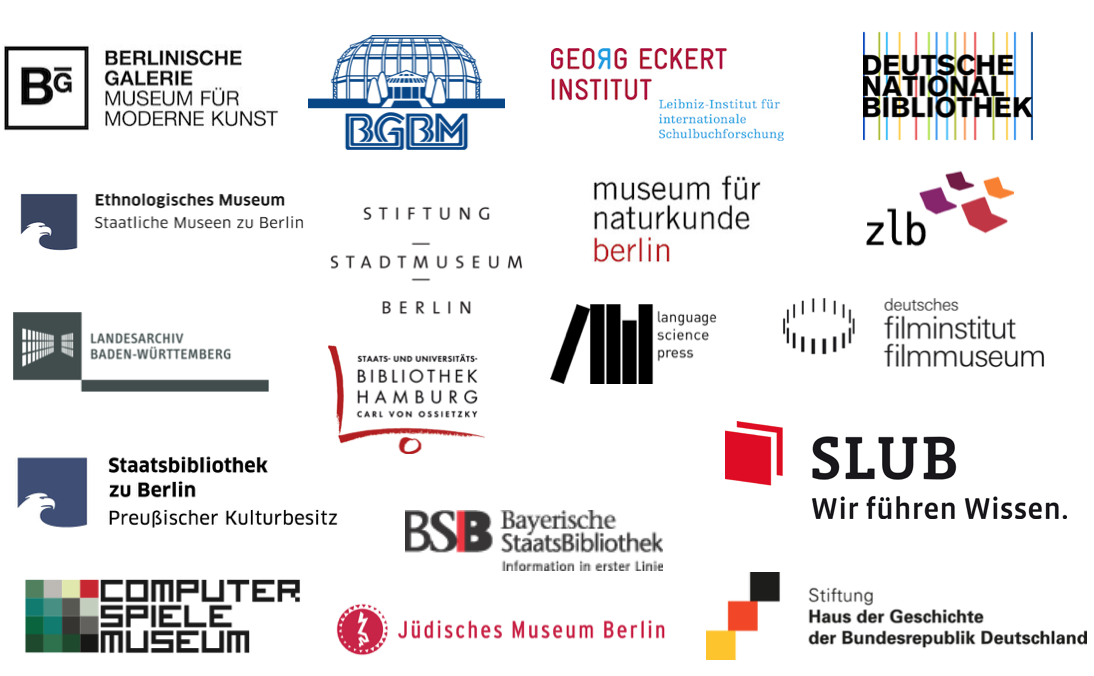 BG
BERLINISCHE
GALERIE
MUSEUM FÜR
MODERNE KUNST
BGBM
GEORG ECKERT
INSTITUT
Leibniz-Institut für
internationale
Schulbuchforschung
DEUTSCHE
NATIONAL
BIBLIOTHEK
Ethnologisches Museum
Staatliche Museen zu Berlin
STIFTUNG
STADTMUSEUM
BERLIN
museum für
naturkunde
berlin
zlb
LANDESARCHIV
BADEN-WÜRTTEMBERG
STAATS- UND UNIVERSITÄTS-
BIBLIOTHEK
HAMBURG
CARL VON OSSIETZKY
language
science
press
deutsches
filminstitut
filmmuseum
Staatsbibliothek
zu Berlin
Preußischer Kulturbesitz
BSB
Bayerische
StaatsBibliothek
Information in erster Linie
SLUB
Wir führen Wissen.
COMPUTER
SPIELE
MUSEUM
Jüdisches Museum Berlin
Stiftung
Haus der Geschichte
der Bundesrepublik Deutschland